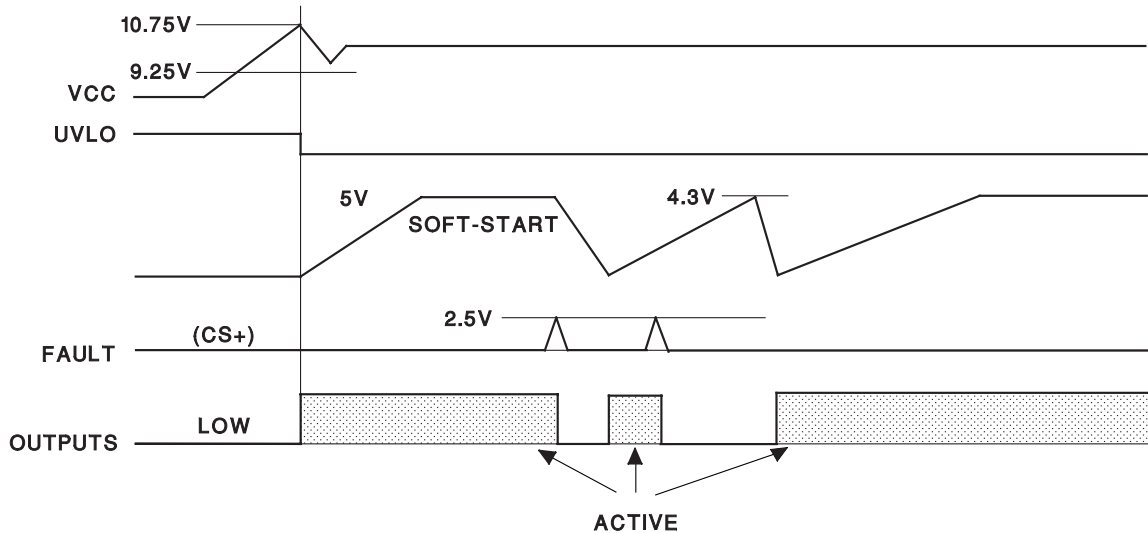 10.75V
9.25V
VCC
UVLO
5V
4.3V
SOFT-START
2.5V
(CS+)
FAULT
LOW
OUTPUTS
ACTIVE